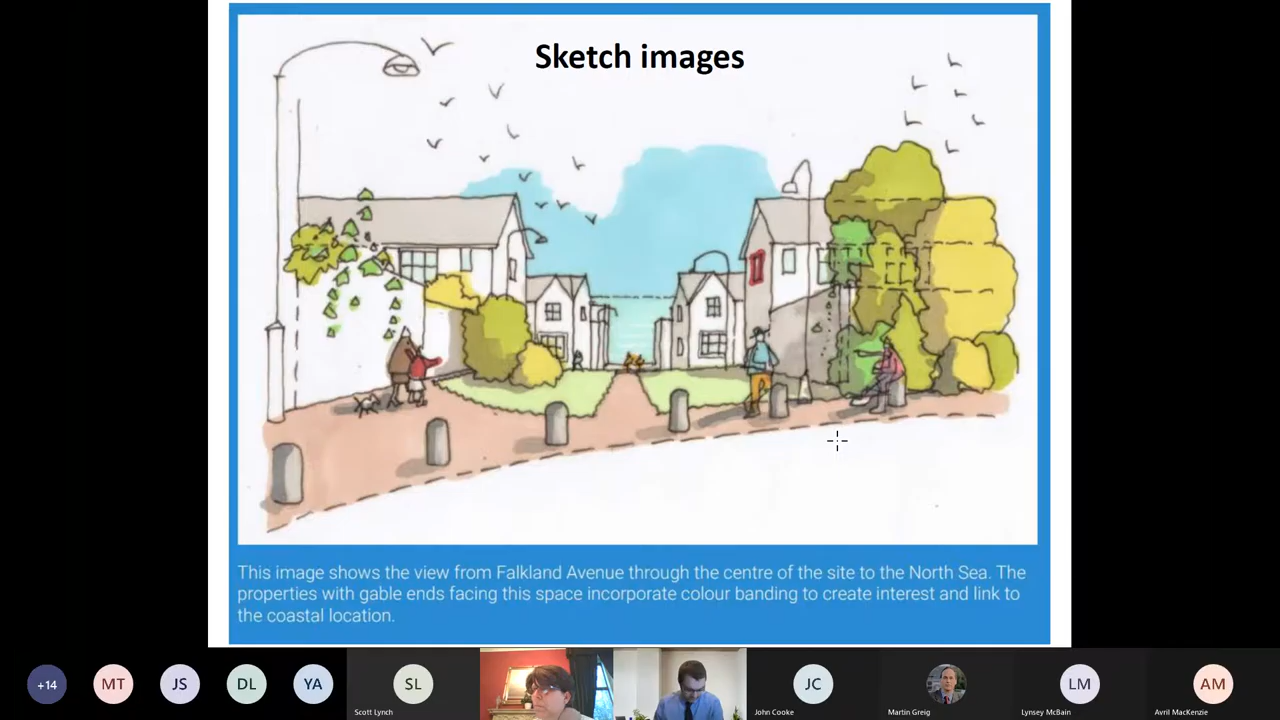 Sketch images
This image shows the view from Falkland Avenue through the centre of the site to the North Sea. The
properties with gable ends facing this space incorporate colour banding to create interest and link to
the coastal location.
+14
MT
JS
DL
YA
SL
Scott Lynch
JC
John Cooke
Martin Greig
LM
Lynsey McBain
AM
Avril MacKenzie